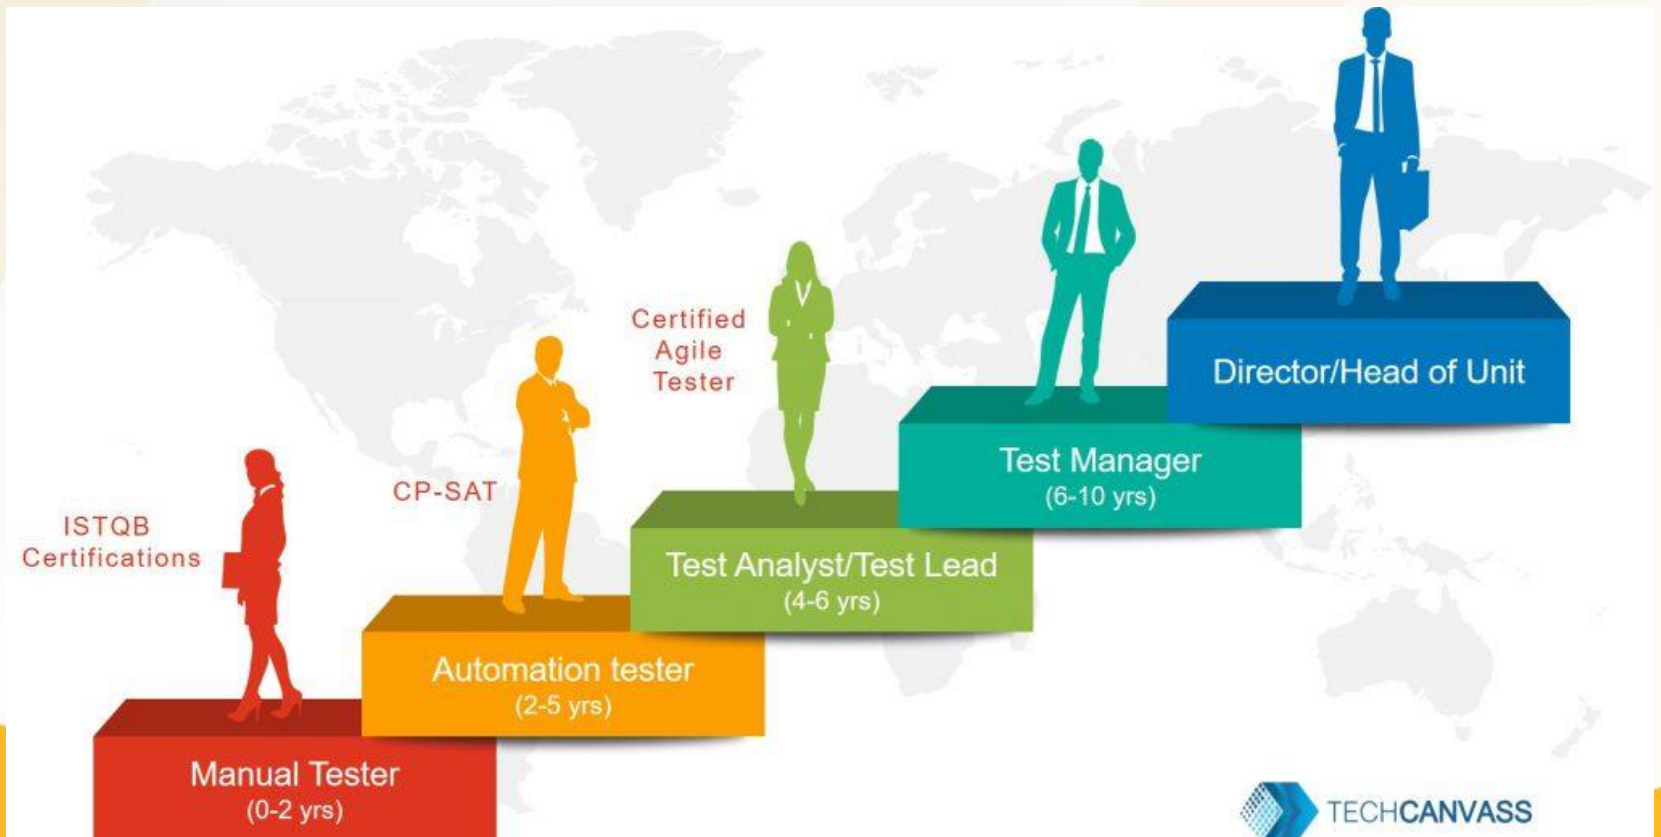 ISTQB
Certifications
Manual Tester
(0-2 yrs)
CP-SAT
Automation tester
(2-5 yrs)
Certified
Agile
Tester
Test Analyst/Test Lead
(4-6 yrs)
Test Manager
(6-10 yrs)
Director/Head of Unit
TECHCANVASS